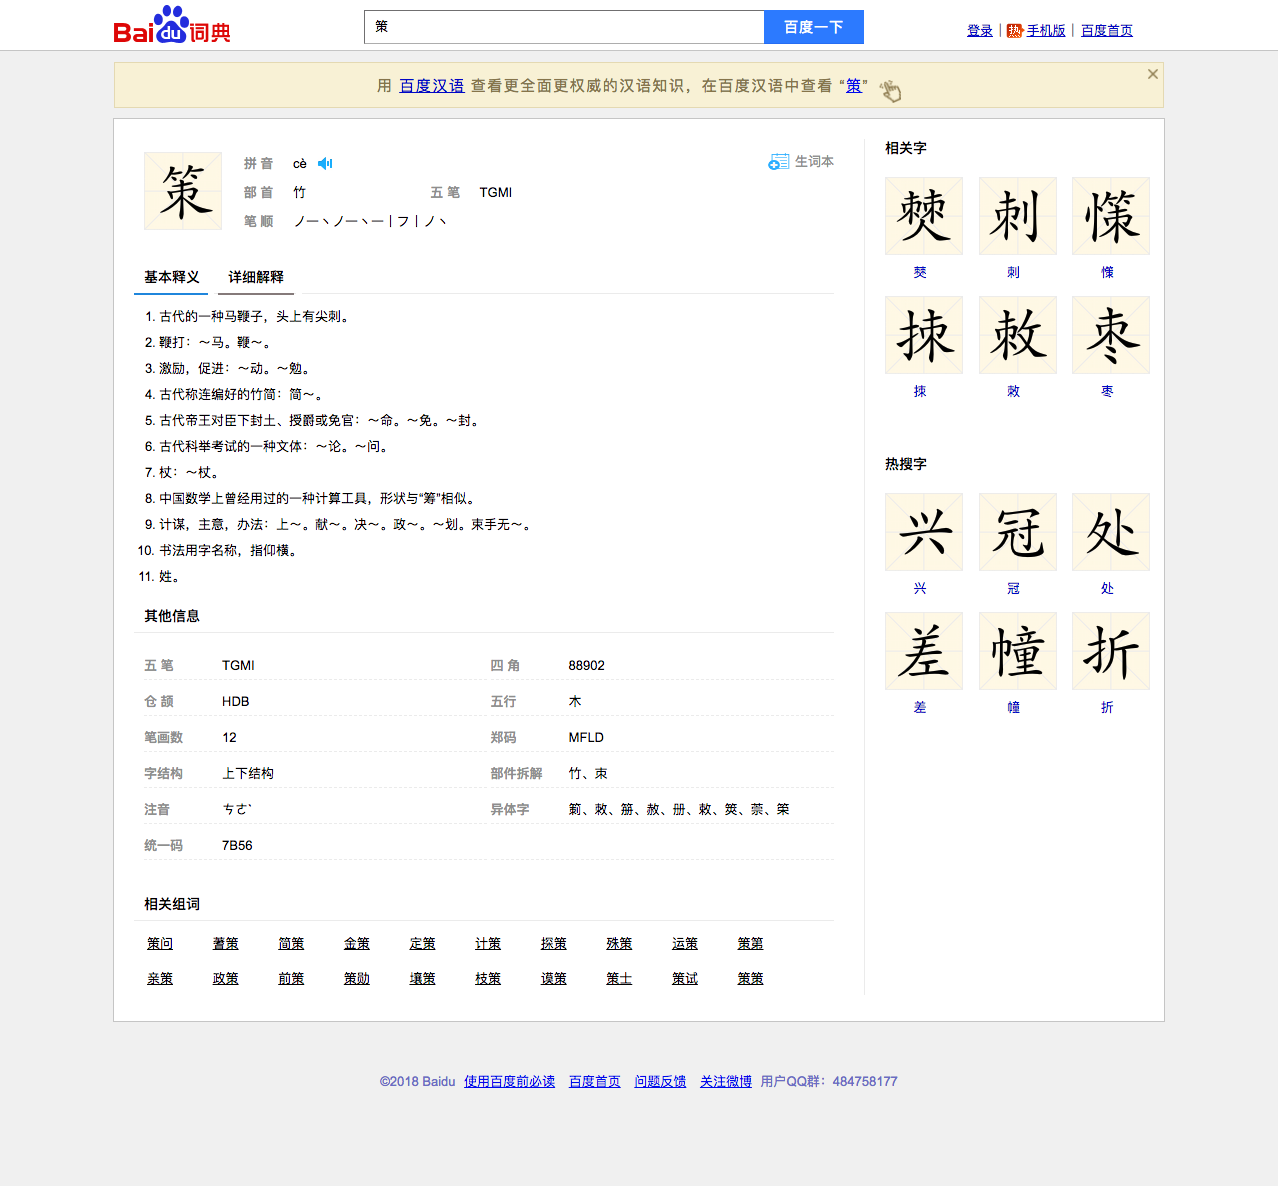 Bai du 词典
策
百度一下
登录 | 热 手机版 | 百度首页
用 百度汉语 查看更全面更权威的汉语知识，在百度汉语中查看 “策”
策
拼 音 cè
生词本
部 首 竹 五 笔 TGMI
笔 顺 ノ一丶ノ一丶一丨フ丨ノ丶
基本释义 详细解释
1. 古代的一种马鞭子，头上有尖刺。
2. 鞭打：～马。鞭～。
3. 激励，促进：～动。～勉。
4. 古代称连编好的竹简：简～。
5. 古代帝王对臣下封土、授爵或免官：～命。～免。～封。
6. 古代科举考试的一种文体：～论。～问。
7. 杖：～杖。
8. 中国数学上曾经用过的一种计算工具，形状与“筹”相似。
9. 计谋，主意，办法：上～。献～。决～。政～。～划。束手无～。
10. 书法用字名称，指仰横。
11. 姓。
其他信息
五 笔 TGMI 四 角 88902
仓 颉 HDB 五行 木
笔画数 12 郑码 MFLD
字结构 上下结构 部件拆解 竹、朿
注音 ㄘㄜˋ 异体字
统一码 7B56
相关组词
策问 蓍策 简策 金策 定策 计策 探策 殊策 运策 策第
亲策 政策 前策 策勋 壤策 枝策 谟策 策士 策试 策策
相关字
僰 刺 憡
僰 刺 憡
揀 敇 枣
敇 枣
热搜字
兴 冠 处
兴 冠 处
差 幢 折
差 幢 折
©2018 Baidu 使用百度前必读 百度首页 问题反馈 关注微博 用户QQ群：484758177